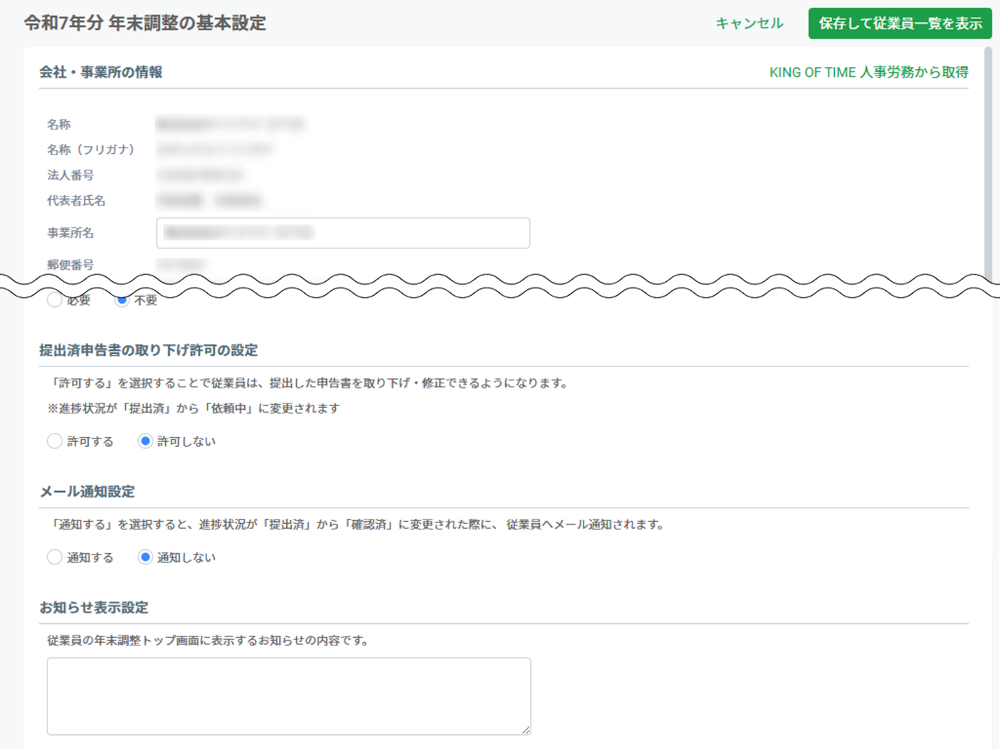 令和7年分 年末調整の基本設定
キャンセル
保存して従業員一覧を表示
会社・事業所の情報
KING OF TIME 人事労務から取得
名称
名称（フリガナ）
法人番号
代表者氏名
事業所名
郵便番号
必要 不要
提出済申告書の取り下げ許可の設定
「許可する」を選択することで従業員は、提出した申告書を取り下げ・修正できるようになります。
※進捗状況が「提出済」から「依頼中」に変更されます
許可する 許可しない
メール通知設定
「通知する」を選択すると、進捗状況が「提出済」から「確認済」に変更された際に、 従業員へメール通知されます。
通知する 通知しない
お知らせ表示設定
従業員の年末調整トップ画面に表示するお知らせの内容です。